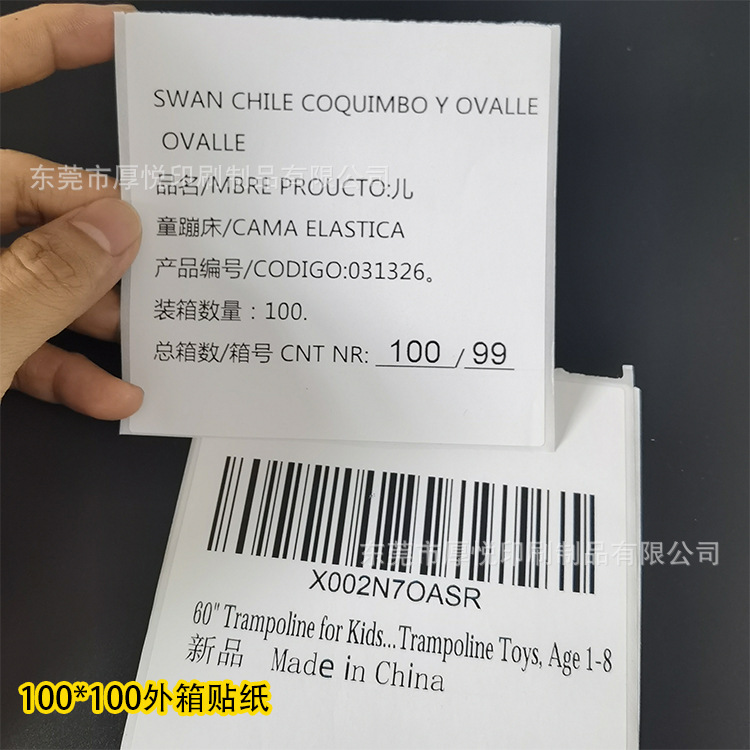 SWAN CHILE COQUIMBO Y OVALLE
OVALLE
东莞市厚悦印刷制品有限公司
品名/MBRE PROUCTO:儿
童蹦床/CAMA ELASTICA
产品编号/CODIGO:031326。
装箱数量：100.
总箱数/箱号 CNT NR: 100 / 99
东莞市厚悦印刷制品有限公司
X002N7OASR
60" Trampoline for Kids...Trampoline Toys, Age 1-8
新品 Made in China
100*100外箱贴纸